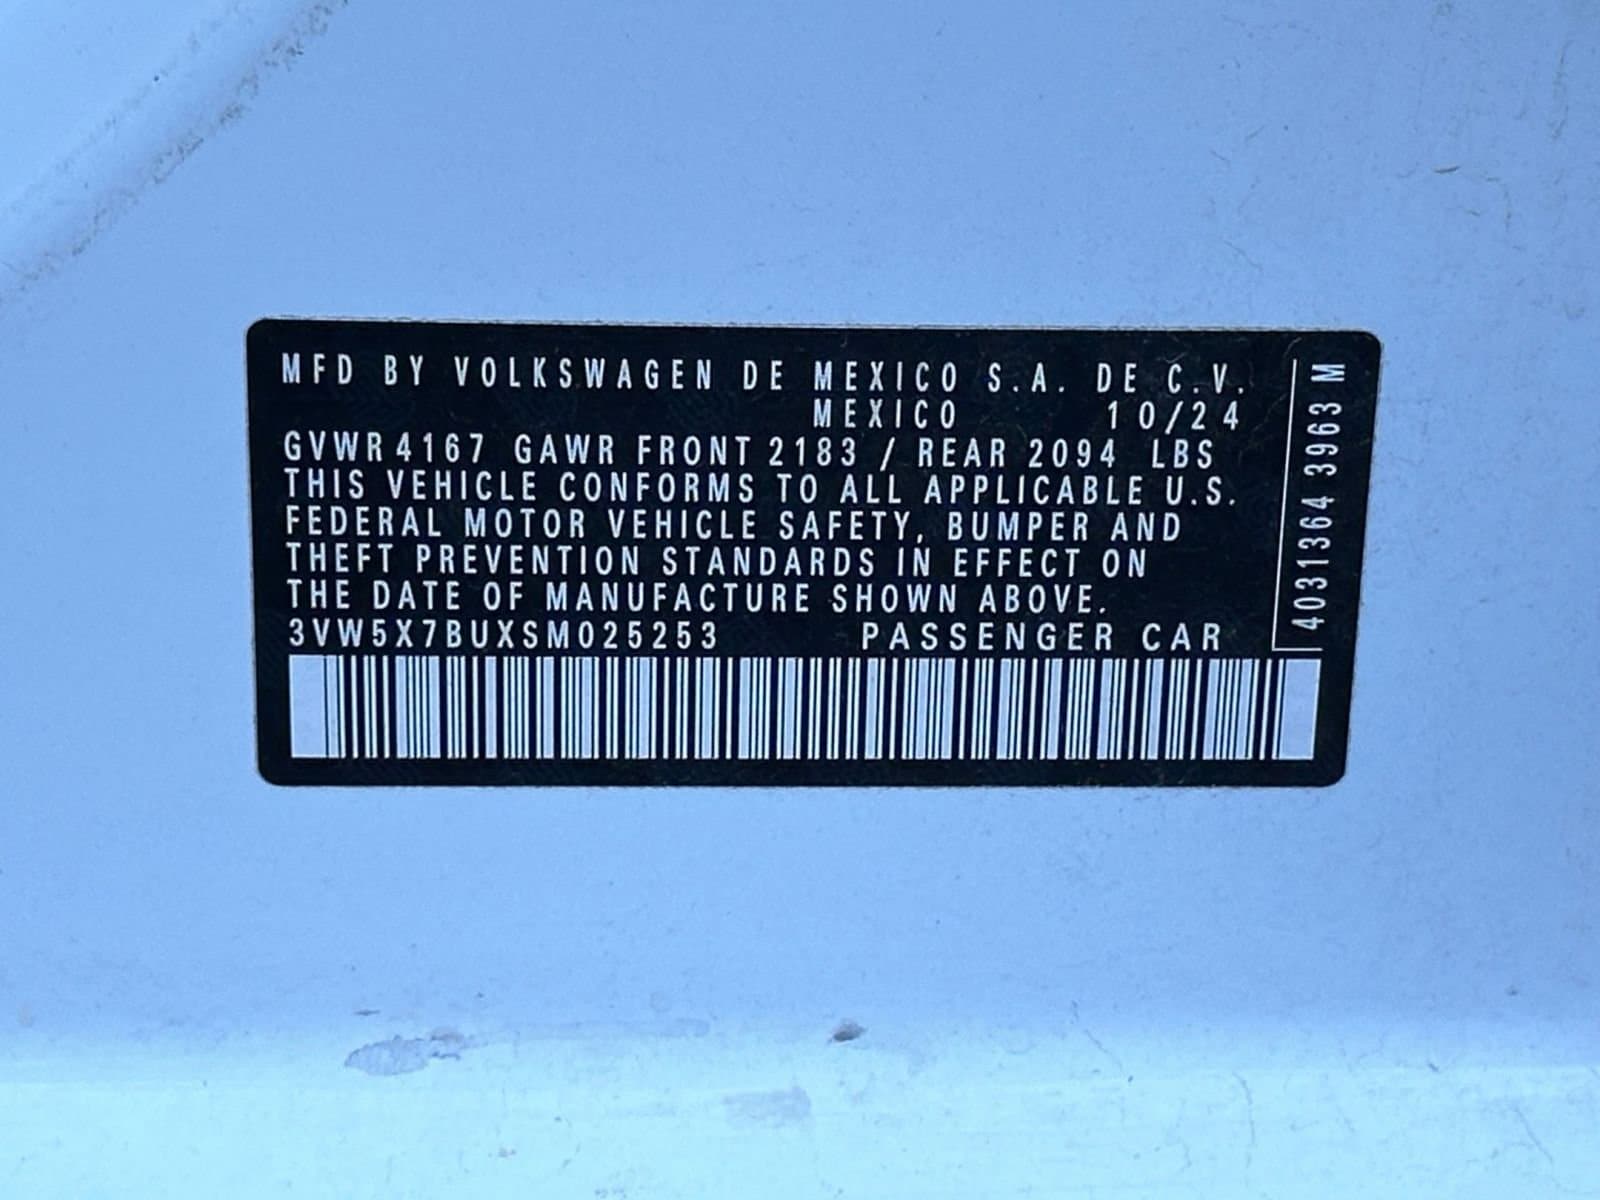 MFD BY VOLKSWAGEN DE MEXICO S.A. DE C.V.
MEXICO 10/24
GVWR 4167 GAWR FRONT 2183 / REAR 2094 LBS
THIS VEHICLE CONFORMS TO ALL APPLICABLE U.S.
FEDERAL MOTOR VEHICLE SAFETY, BUMPER AND
THEFT PREVENTION STANDARDS IN EFFECT ON
THE DATE OF MANUFACTURE SHOWN ABOVE.
3VW5X7BUXSM025253 PASSENGER CAR
4031364 3963 M